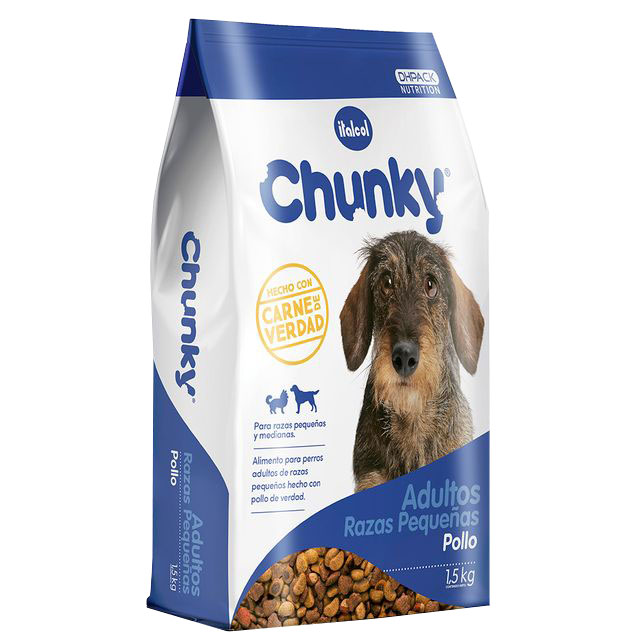 DHPACK
NUTRITION
italcol
Chunky®
HECHO CON
CARNE DE
VERDAD
Para razas pequeñas
y medianas.
Alimento para perros
adultos de razas
pequeñas hecho con
pollo de verdad.
Adultos
Razas Pequeñas
Pollo
1,5 kg
Chunky®
Adultos
Razas Pequeñas
Pollo
1,5 kg